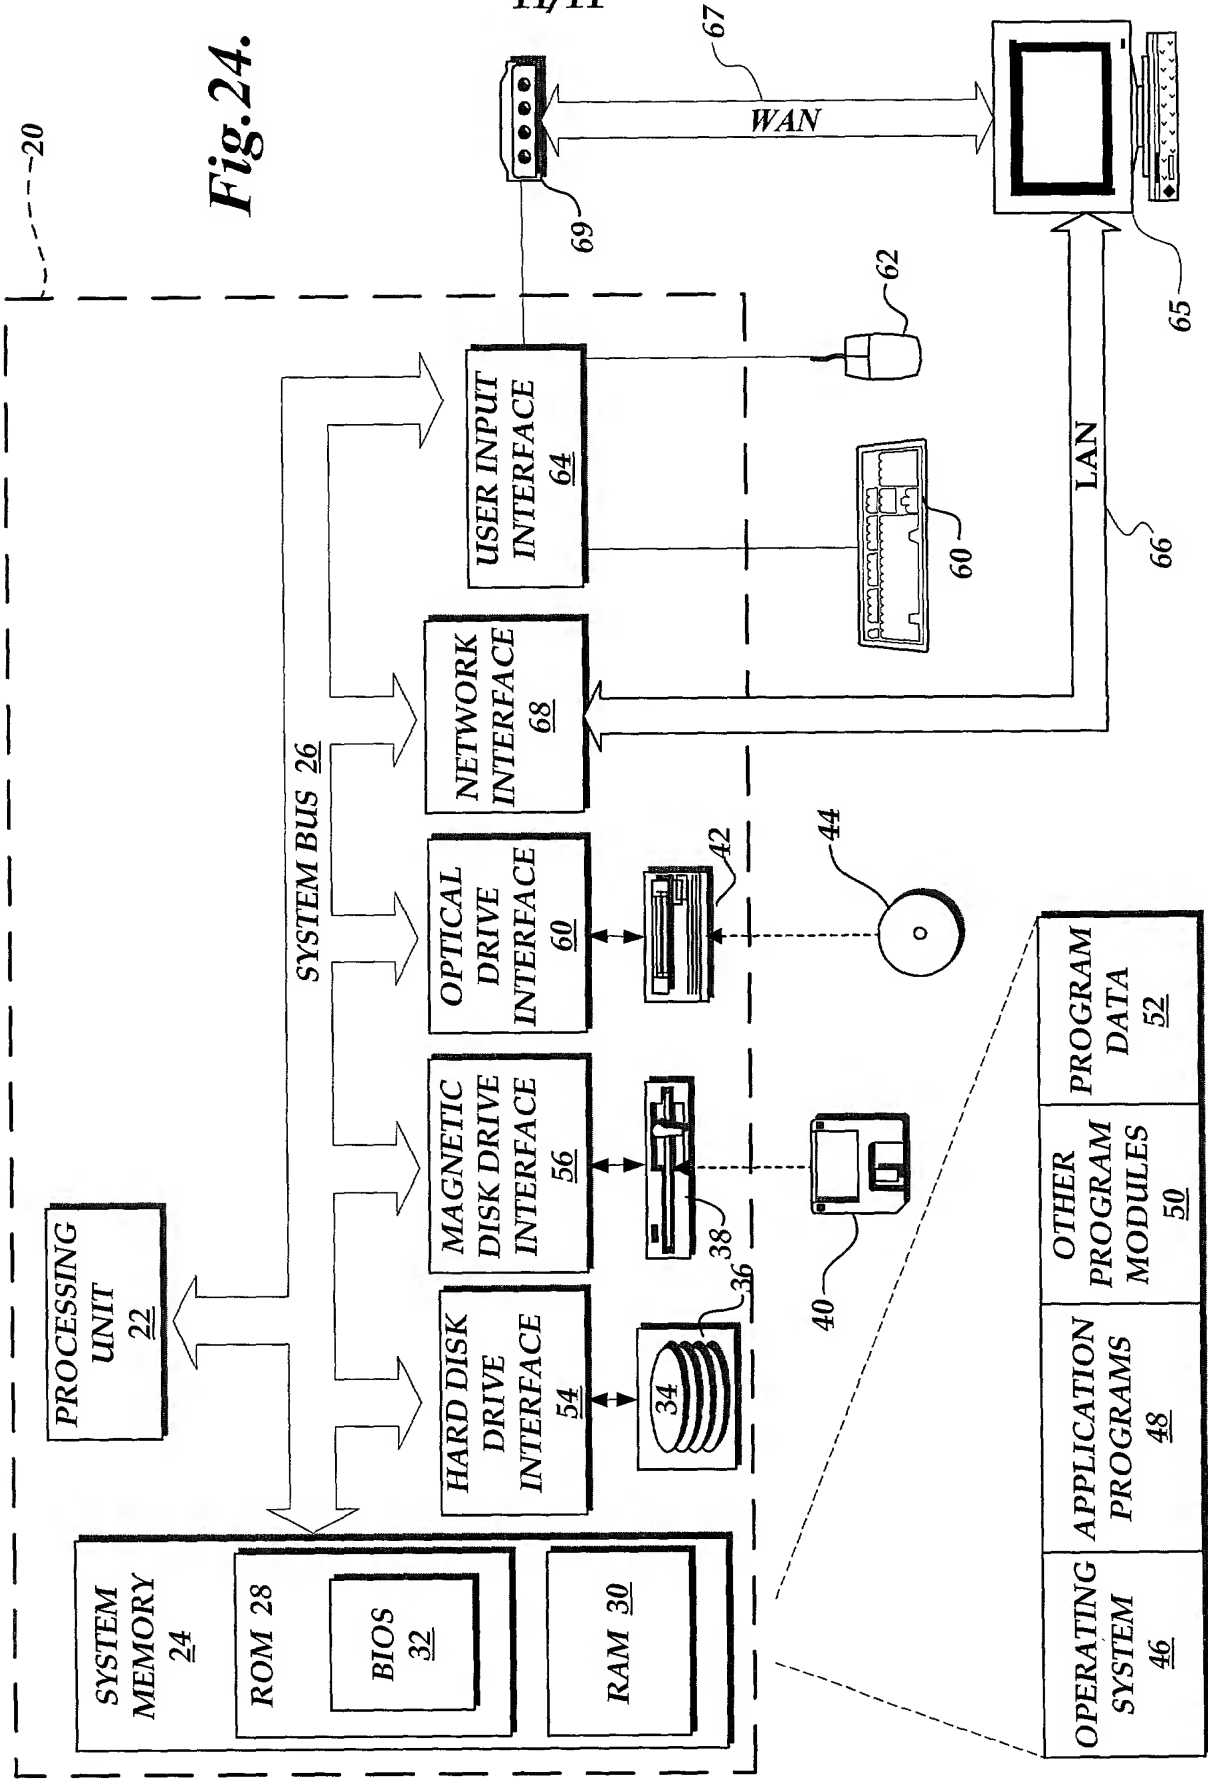 11/11
Fig.24.
20
PROCESSING
UNIT
22
SYSTEM
MEMORY
24
ROM 28
BIOS
32
RAM 30
SYSTEM BUS 26
HARD DISK
DRIVE
INTERFACE
54
MAGNETIC
DISK DRIVE
INTERFACE
56
OPTICAL
DRIVE
INTERFACE
60
NETWORK
INTERFACE
68
USER INPUT
INTERFACE
64
34
36
38
42
40
44
60
62
69
WAN
67
LAN
66
65
OPERATING
SYSTEM
46
APPLICATION
PROGRAMS
48
OTHER
PROGRAM
MODULES
50
PROGRAM
DATA
52